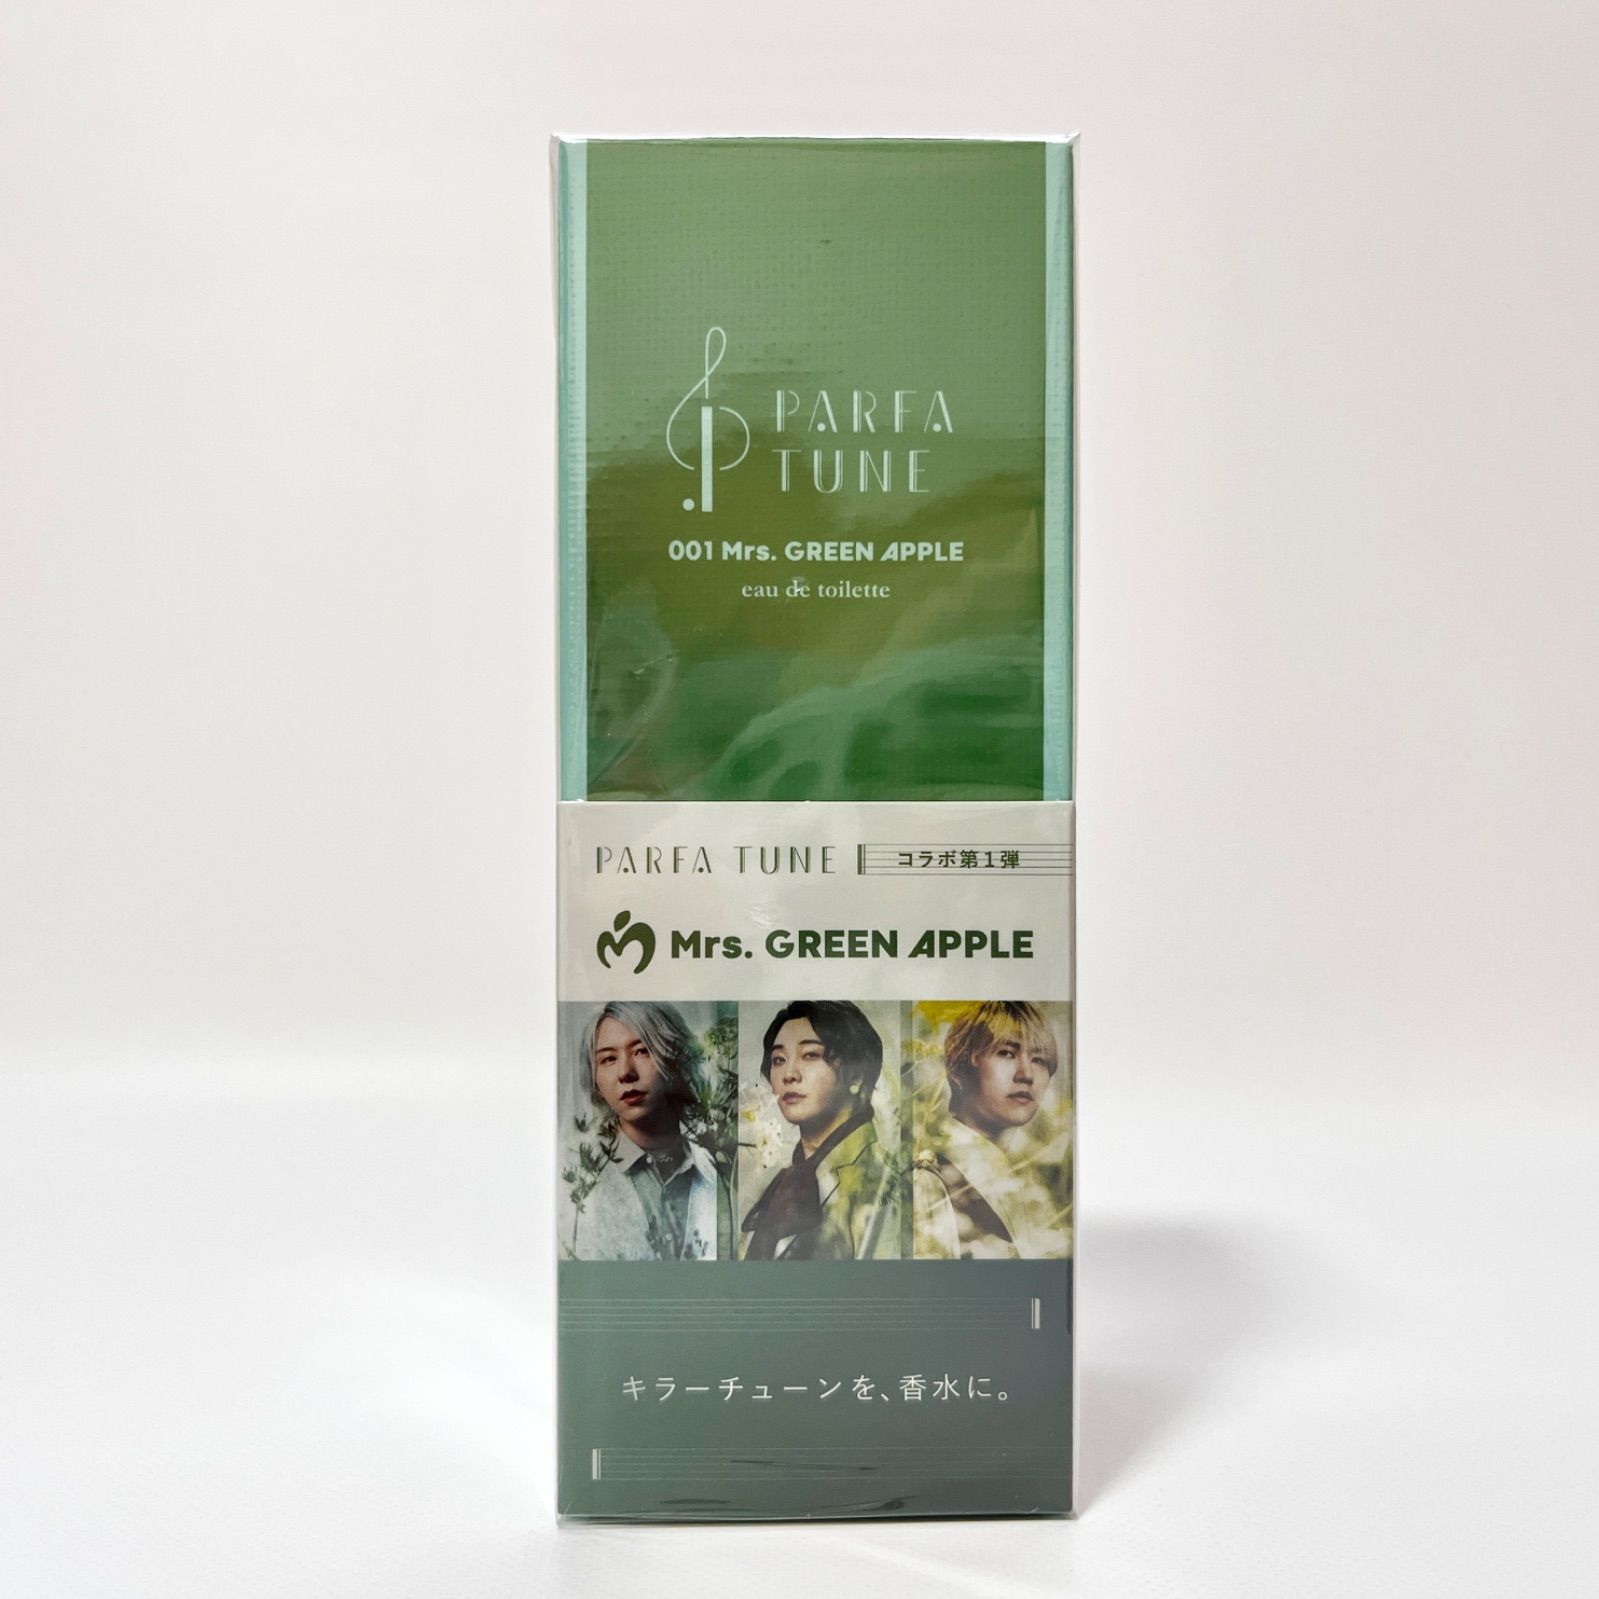 PARFA
TUNE
001 Mrs. GREEN APPLE
eau de toilette
PARFA TUNE コラボ第1弾
Mrs. GREEN APPLE
キラーチューンを、香水に。